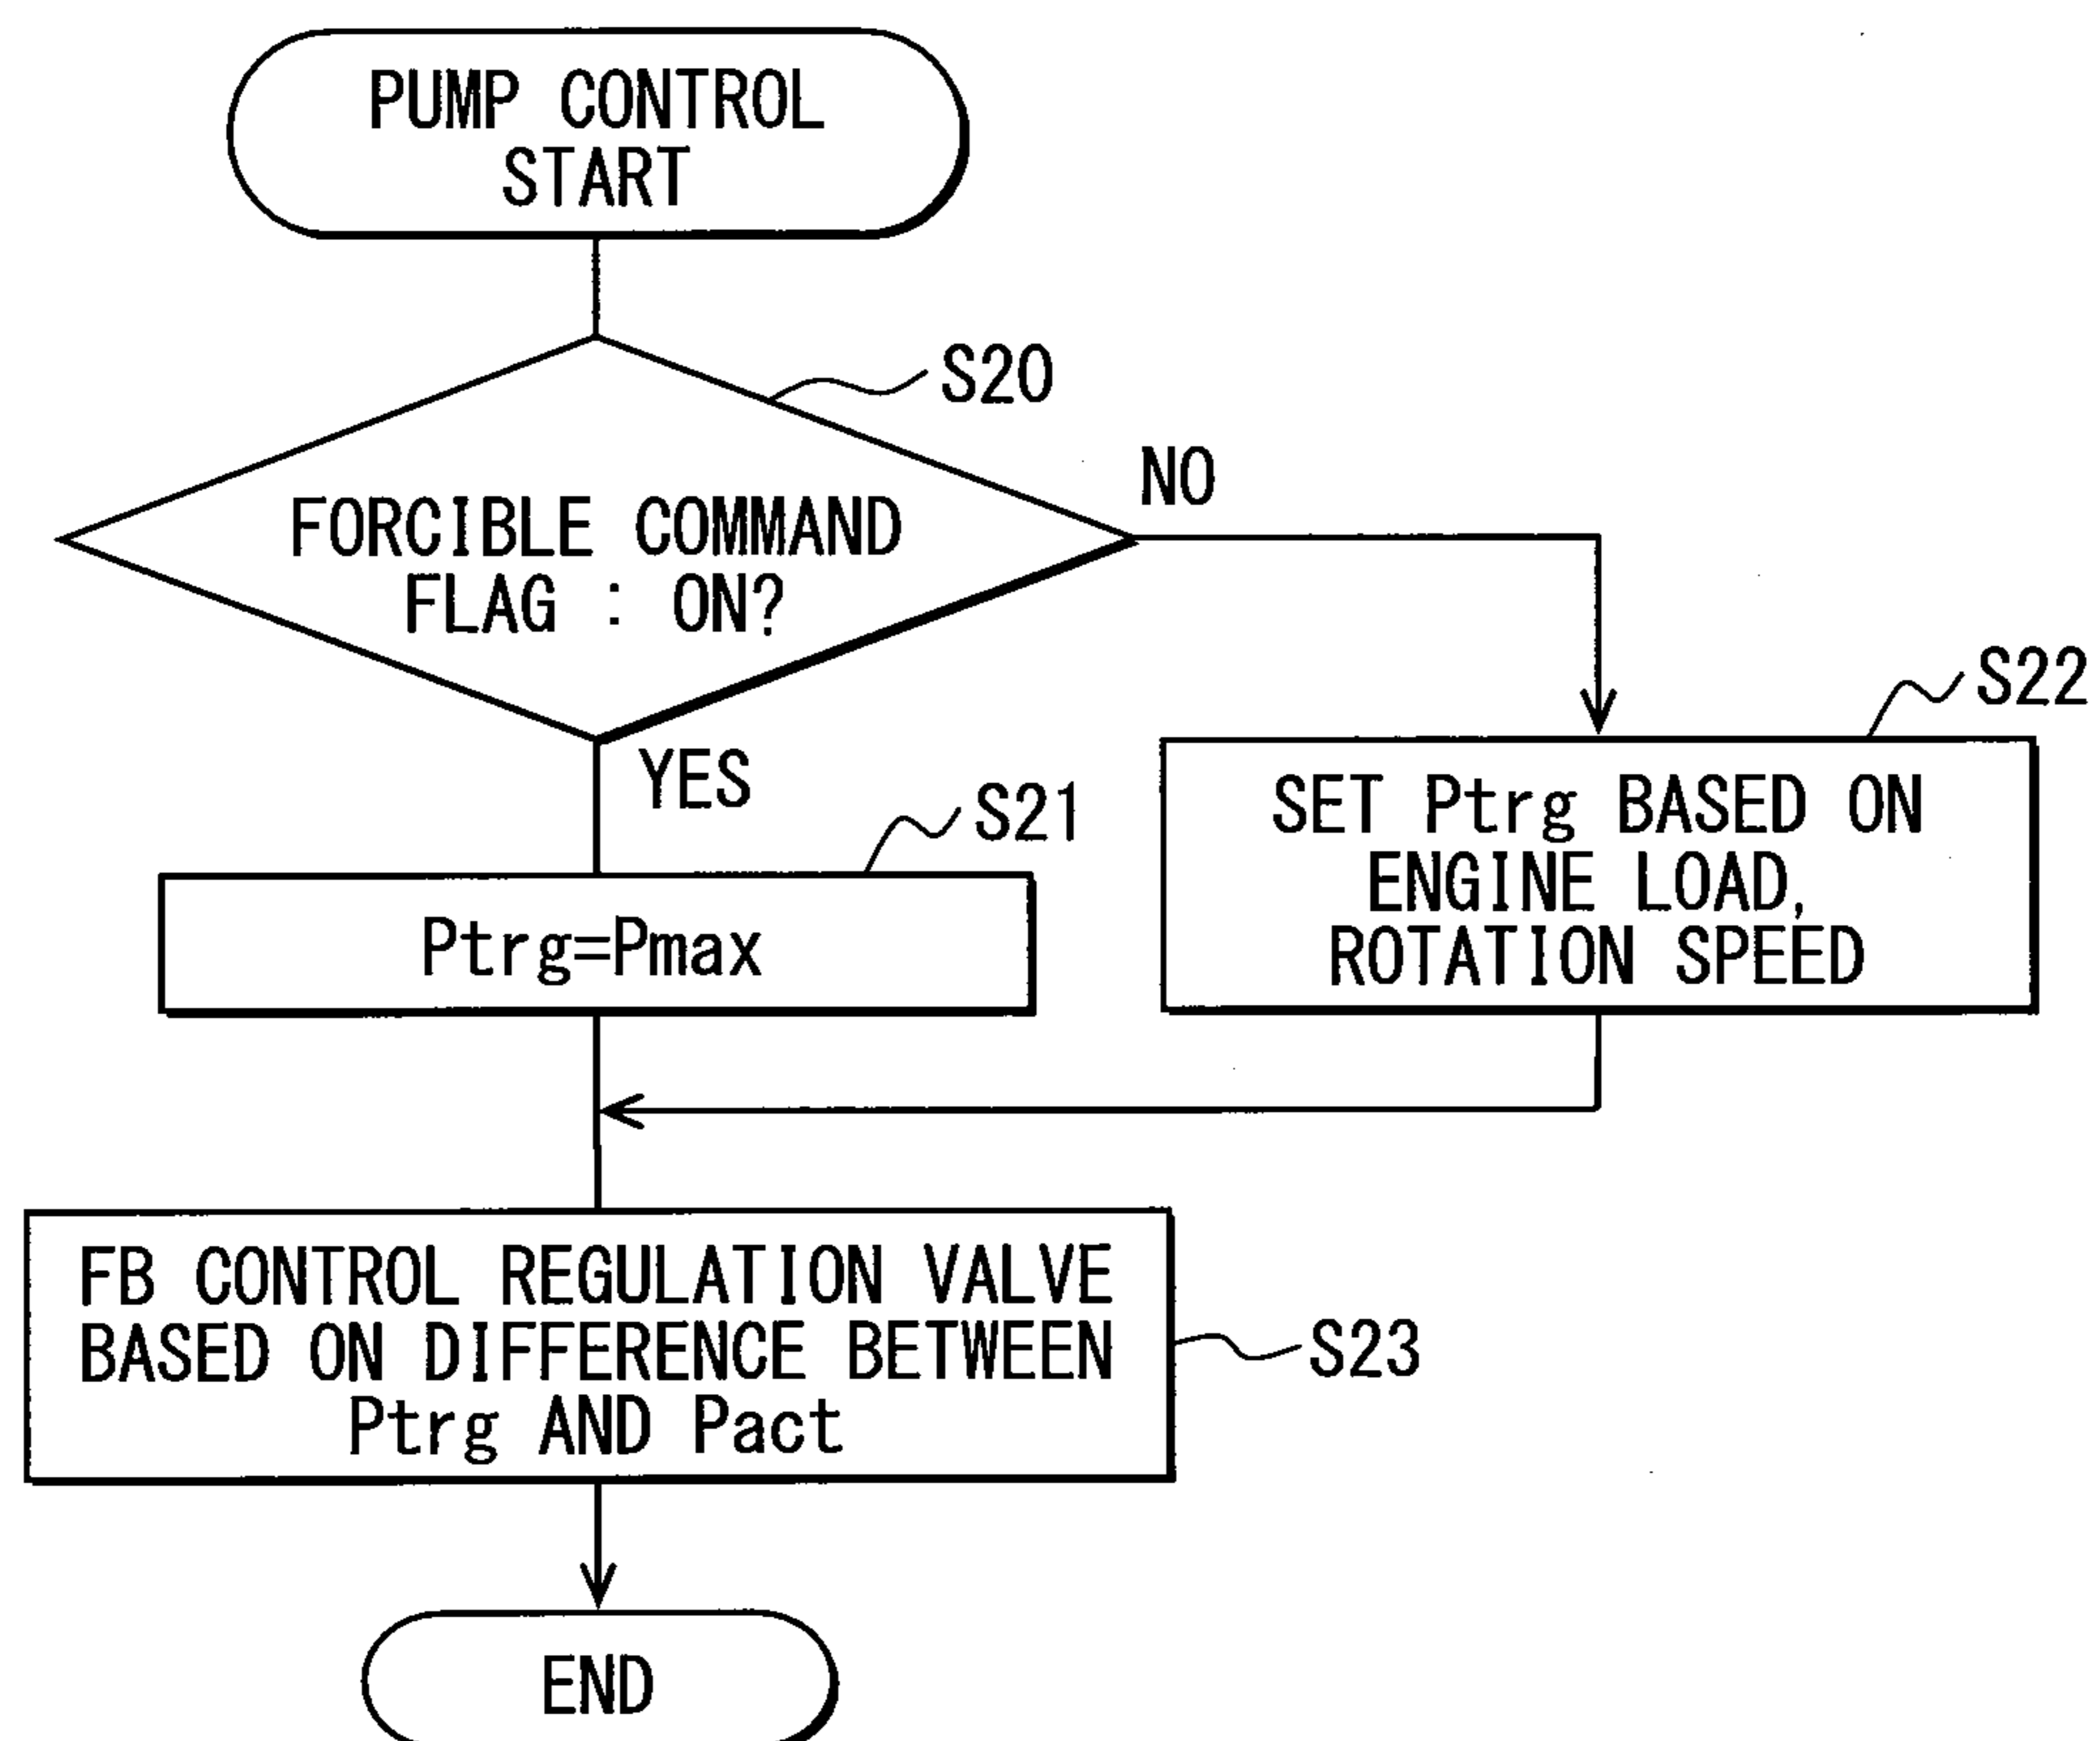 PUMP CONTROL
START
S20
FORCIBLE COMMAND
FLAG : ON?
NO
YES
S21
Ptrg=Pmax
S22
SET Ptrg BASED ON
ENGINE LOAD,
ROTATION SPEED
FB CONTROL REGULATION VALVE
BASED ON DIFFERENCE BETWEEN
Ptrg AND Pact
S23
END